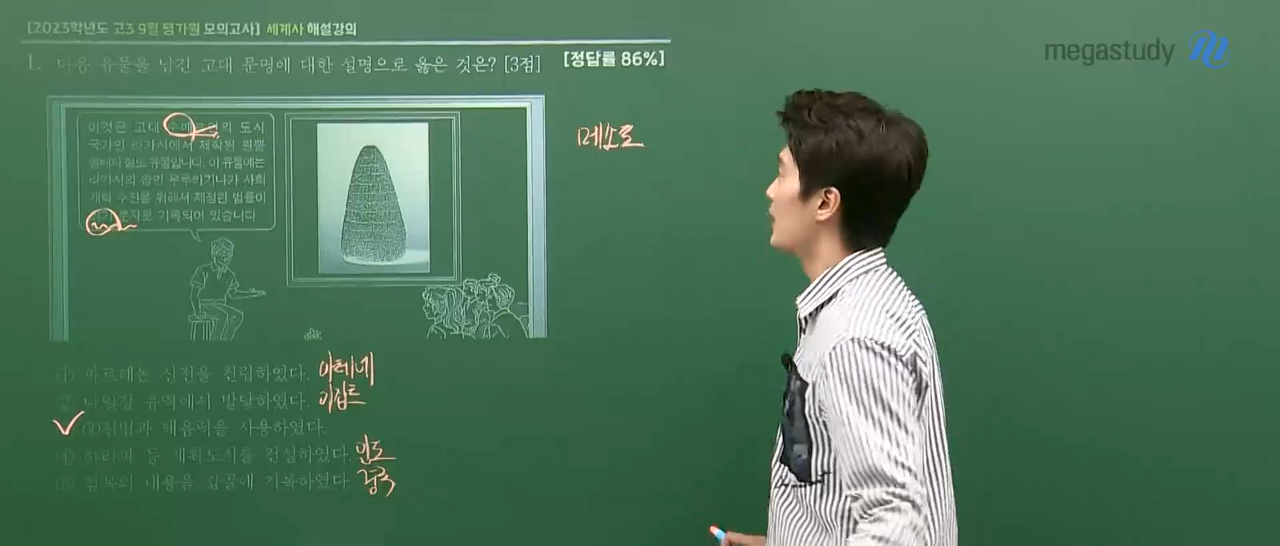 [2023학년도 고3 9월 평가원 모의고사] 세계사 해설강의
megastudy
1. 다음 유물을 남긴 고대 문명에 대한 설명으로 옳은 것은? [3점] [정답률 86%]
이것은 고대 수메르인의 도시
국가인 라가시에서 제작된 원뿔
형태의 점토 유물입니다. 이 유물에는
라가시의 왕인 우루카기나가 사회
개혁 추진을 위해서 제정한 법률이
쐐기 문자로 기록되어 있습니다
메소포
① 파르테논 신전을 건립하였다. 아테네
② 나일강 유역에서 발달하였다. 이집트
③ 태음력을 사용하였다.
④ 하라파 등 계획도시를 건설하였다. 인도
⑤ 점복의 내용을 갑골에 기록하였다. 중국